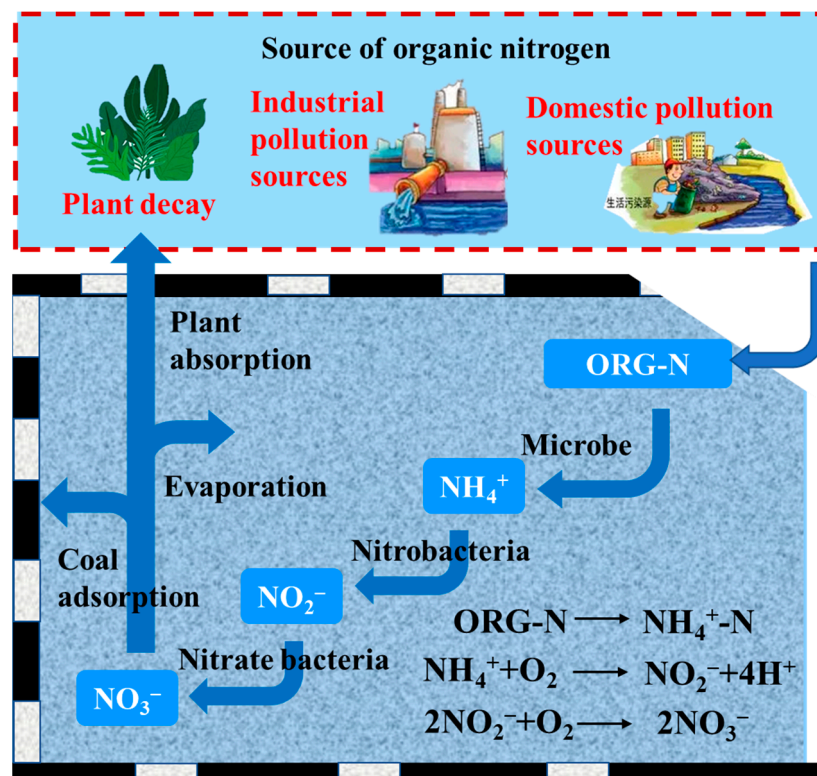 Source of organic nitrogen
Industrial
pollution
sources
Domestic pollution
sources
生活污染源
Plant decay
Plant
absorption
ORG-N
Microbe
Evaporation
NH₄⁺
Coal
adsorption
Nitrobacteria
NO₂⁻
ORG-N → NH₄⁺-N
Nitrate bacteria
NH₄⁺+O₂ → NO₂⁻+4H⁺
NO₃⁻
2NO₂⁻+O₂ → 2NO₃⁻